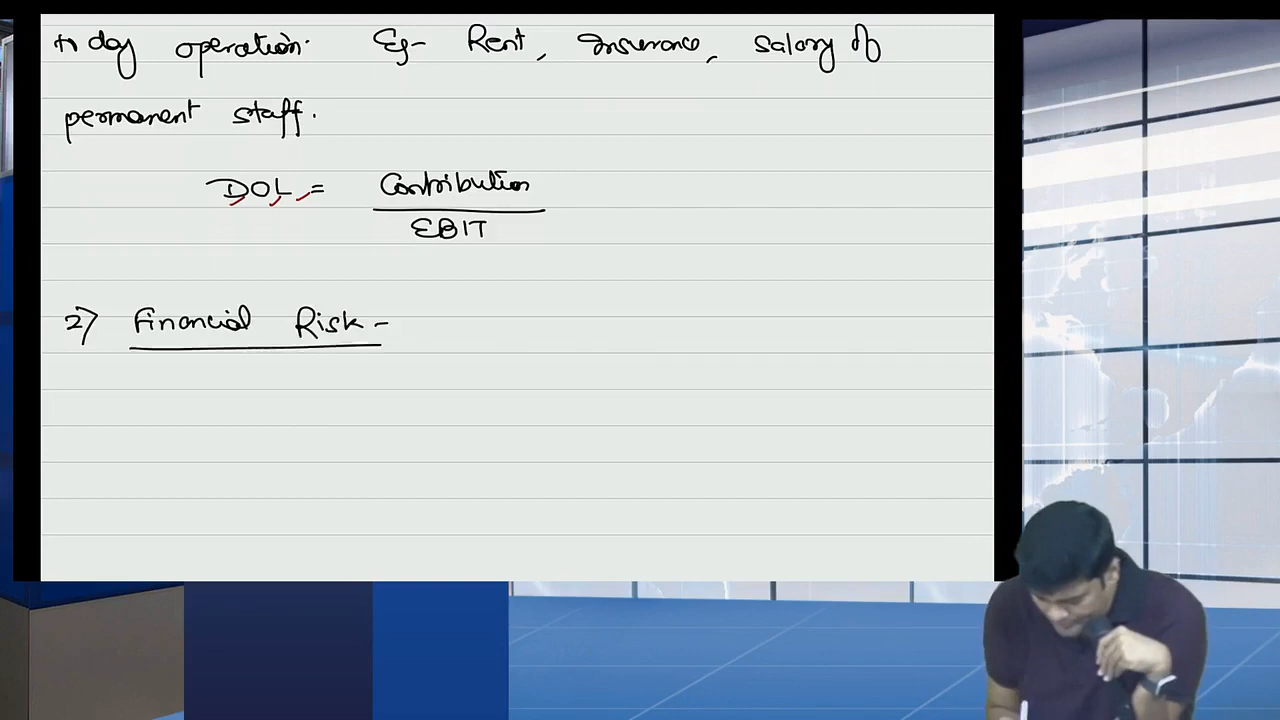 to day operation. Eg- Rent, Insurance, Salary of
permanent staff.
DOL = Contribution
EBIT
2) Financial Risk -